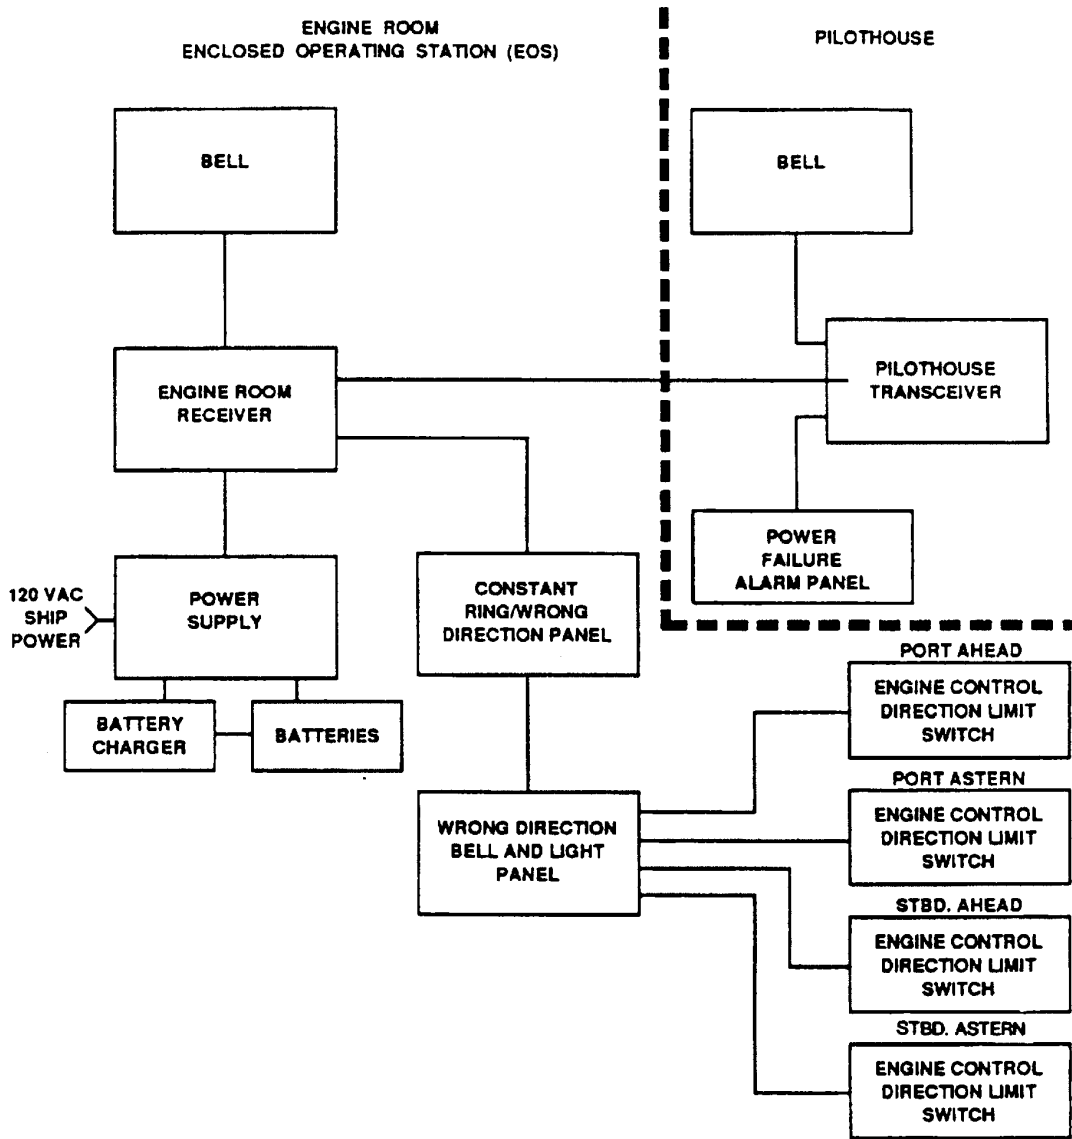 ENGINE ROOM
ENCLOSED OPERATING STATION (EOS)
PILOTHOUSE
BELL
BELL
ENGINE ROOM
RECEIVER
PILOTHOUSE
TRANSCEIVER
POWER
FAILURE
ALARM PANEL
120 VAC
SHIP
POWER
POWER
SUPPLY
CONSTANT
RING/WRONG
DIRECTION PANEL
BATTERY
CHARGER
BATTERIES
WRONG DIRECTION
BELL AND LIGHT
PANEL
PORT AHEAD
ENGINE CONTROL
DIRECTION LIMIT
SWITCH
PORT ASTERN
ENGINE CONTROL
DIRECTION LIMIT
SWITCH
STBD. AHEAD
ENGINE CONTROL
DIRECTION LIMIT
SWITCH
STBD. ASTERN
ENGINE CONTROL
DIRECTION LIMIT
SWITCH